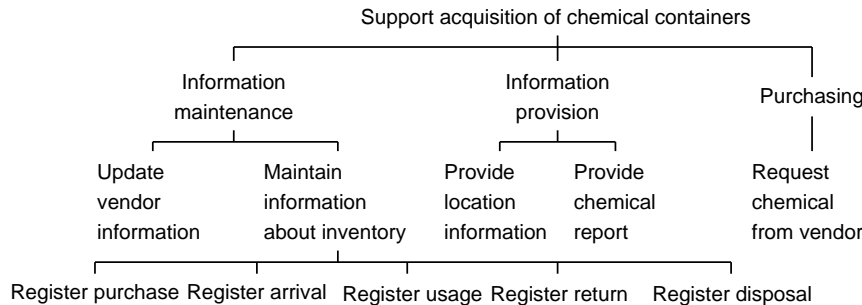 Support acquisition of chemical containers
Information
maintenance
Information
provision
Purchasing
Update
vendor
information
Maintain
information
about inventory
Provide
location
information
Provide
chemical
report
Request
chemical
from vendor
Register purchase
Register arrival
Register usage
Register return
Register disposal